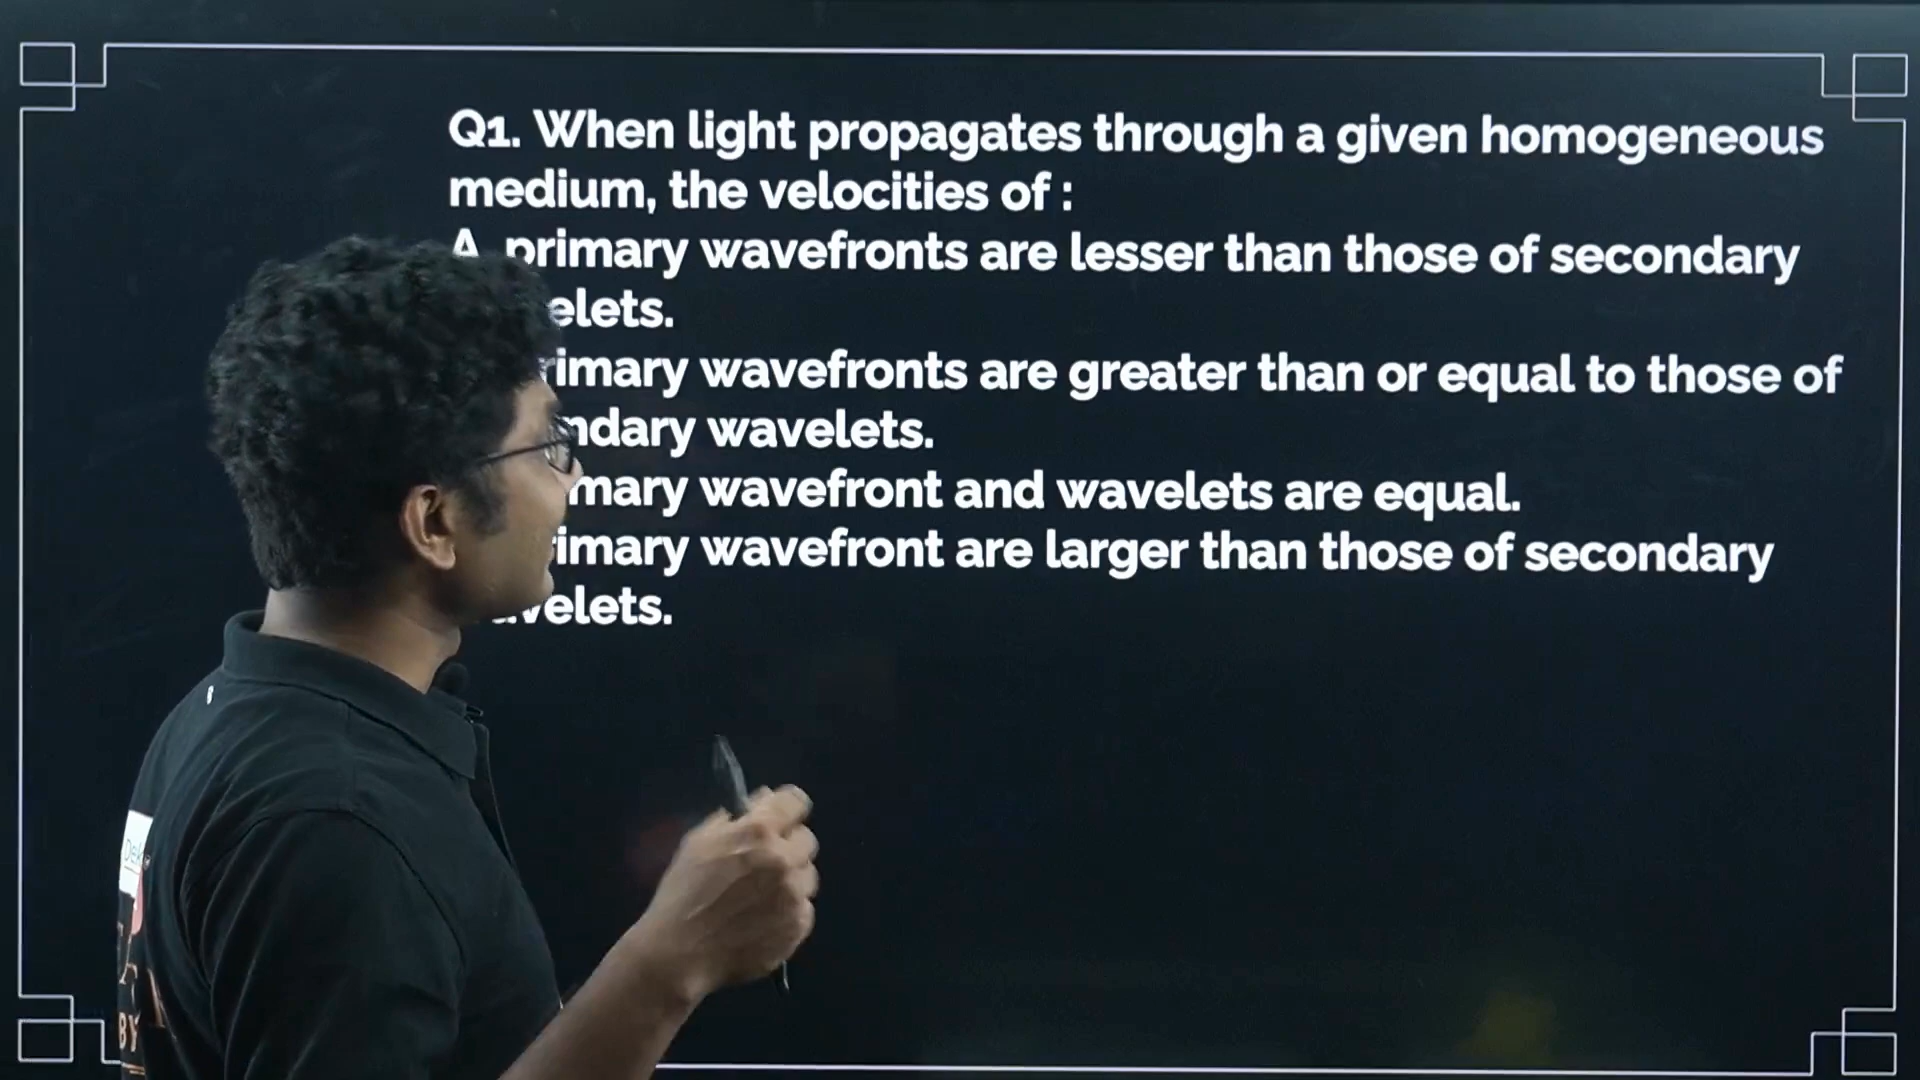 Q1. When light propagates through a given homogeneous
medium, the velocities of :
A. primary wavefronts are lesser than those of secondary
elets.
rimary wavefronts are greater than or equal to those of
ndary wavelets.
mary wavefront and wavelets are equal.
rimary wavefront are larger than those of secondary
avelets.
BY